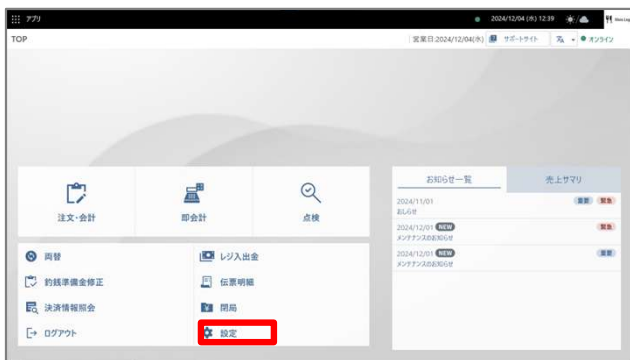 アプリ
2024/12/04 (水) 12:39
TOP
営業日:2024/12/04(水)
サポートサイト
オンライン
注文・会計
即会計
点検
両替
レジ入出金
釣銭準備金修正
伝票明細
決済情報照会
閉局
ログアウト
設定
お知らせ一覧
売上サマリ
2024/11/01
重要
緊急
おしらせ
2024/12/01 NEW
緊急
メンテナンスのお知らせ
2024/12/01 NEW
重要
メンテナンスのお知らせ